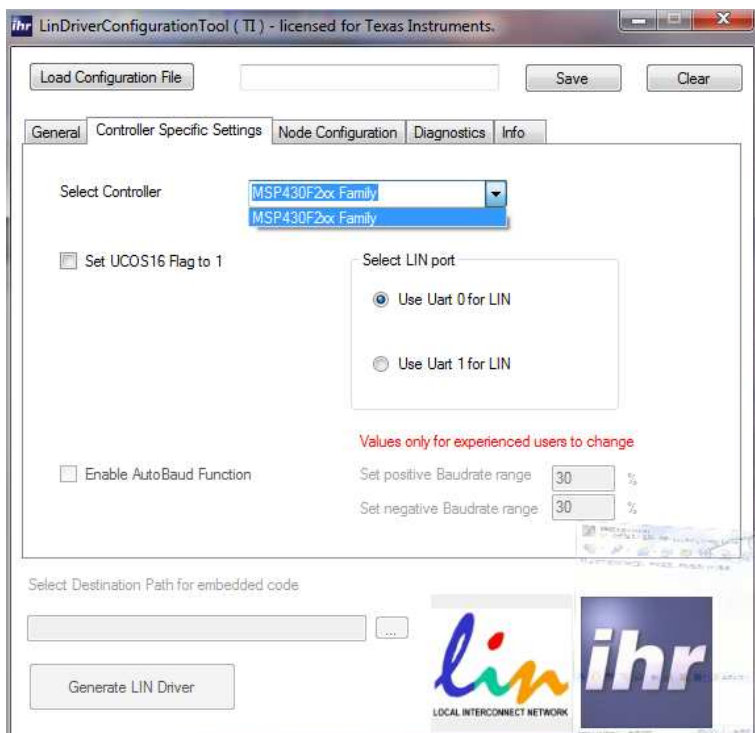 ihr LinDriverConfigurationTool ( TI ) - licensed for Texas Instruments.
Load Configuration File Save Clear
General Controller Specific Settings Node Configuration Diagnostics Info
Select Controller MSP430F2xx Family
MSP430F2xx Family
Set UCOS16 Flag to 1 Select LIN port
Use Uart 0 for LIN
Use Uart 1 for LIN
Values only for experienced users to change
Enable AutoBaud Function Set positive Baudrate range 30 %
Set negative Baudrate range 30 %
Select Destination Path for embedded code
...
Generate LIN Driver
lin ihr
LOCAL INTERCONNECT NETWORK